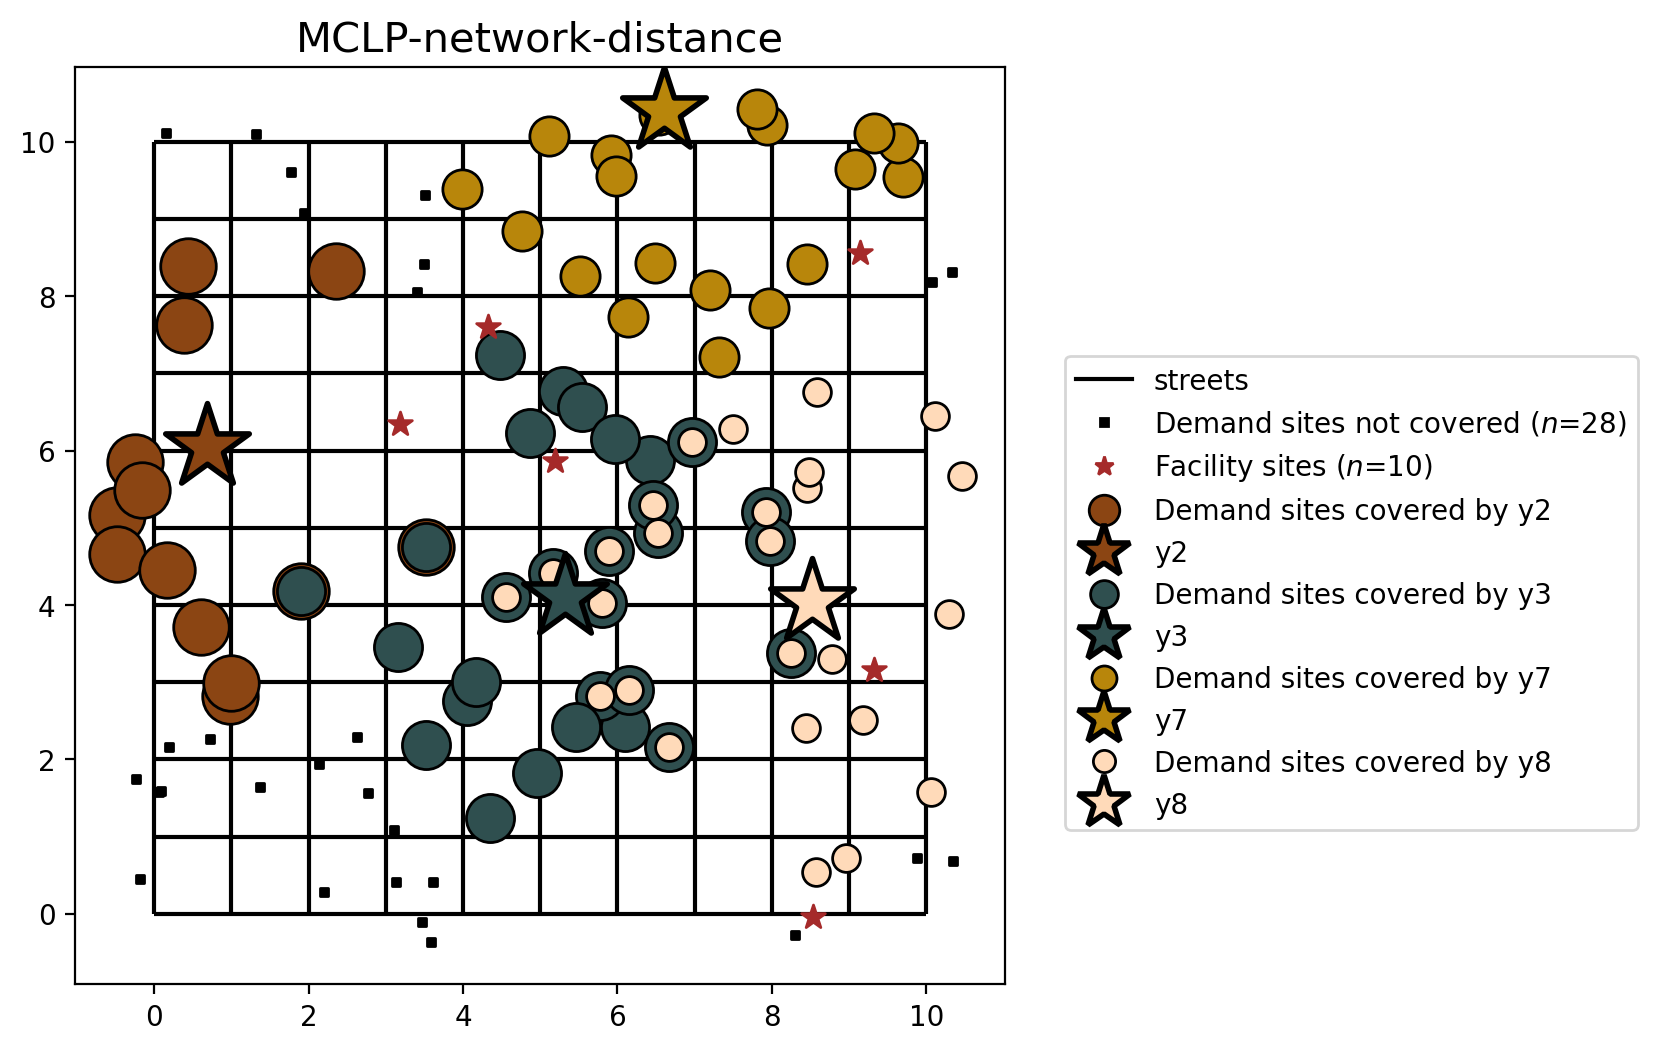 MCLP-network-distance
10
8
6
4
2
0
0 2 4 6 8 10
streets
Demand sites not covered (n=28)
Facility sites (n=10)
Demand sites covered by y2
y2
Demand sites covered by y3
y3
Demand sites covered by y7
y7
Demand sites covered by y8
y8